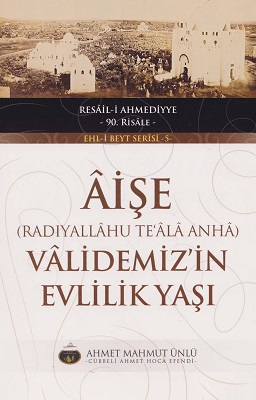 RESÂİL-İ AHMEDİYYE
- 90. RİSÂLE -
EHL-İ BEYT SERİSİ -5-
ÂİŞE
(RADIYALLÂHU TE'ÂLÂ ANHÂ)
VÂLİDEMİZ'İN
EVLİLİK YAŞI
AHMET MAHMUT ÜNLÜ
-CÜBBELİ AHMET HOCA EFENDİ-